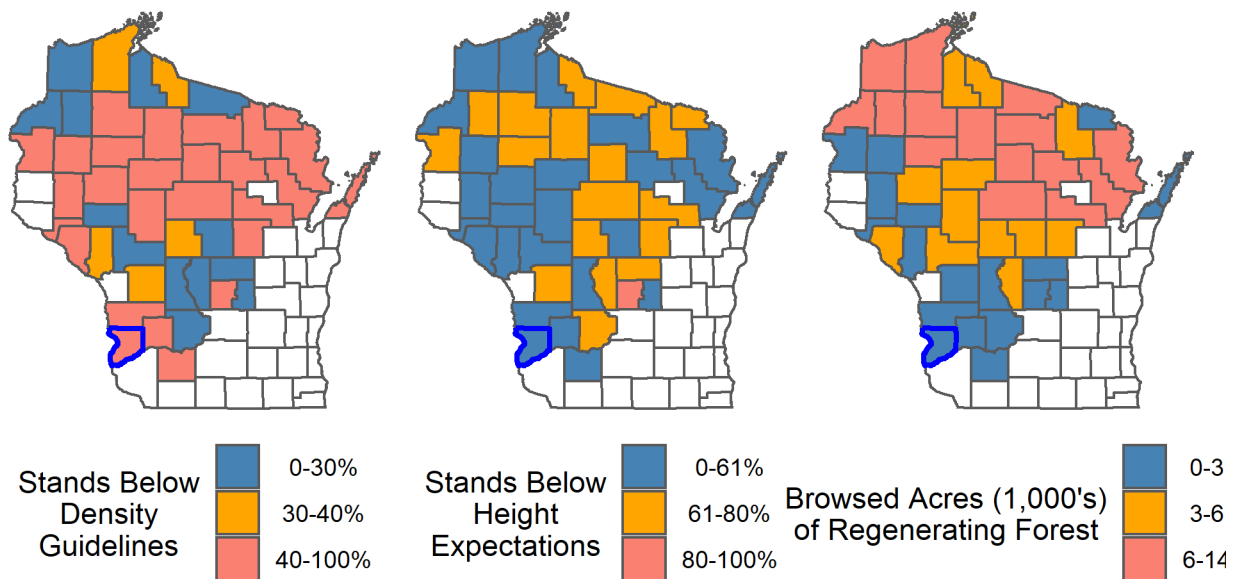 Stands Below
Density
Guidelines
0-30%
30-40%
40-100%
Stands Below
Height
Expectations
0-61%
61-80%
80-100%
Browsed Acres (1,000's)
of Regenerating Forest
0-3
3-6
6-14